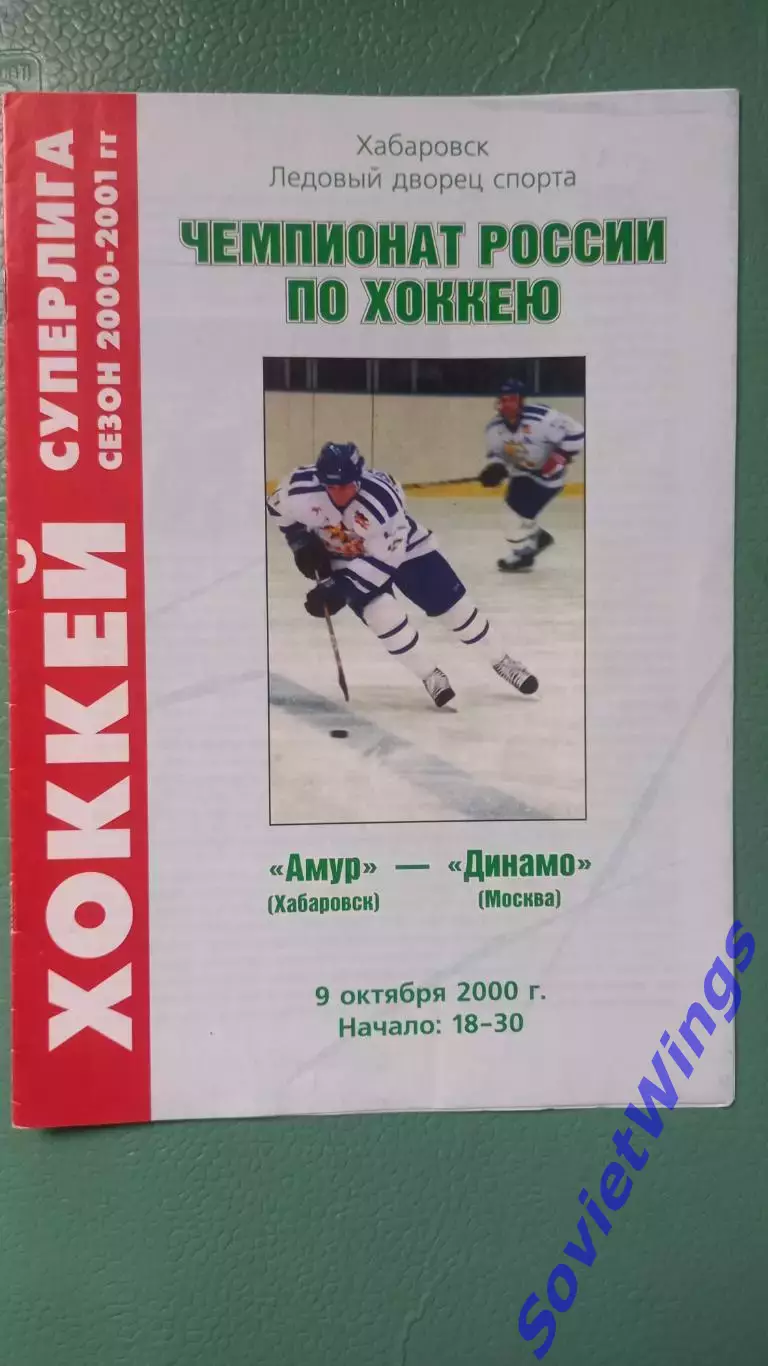 ХОККЕЙ
СУПЕРЛИГА
СЕЗОН 2000-2001 гг
Хабаровск
Ледовый дворец спорта
ЧЕМПИОНАТ РОССИИ
ПО ХОККЕЮ
«Амур» — «Динамо»
(Хабаровск) (Москва)
9 октября 2000 г.
Начало: 18-30
SovietWings